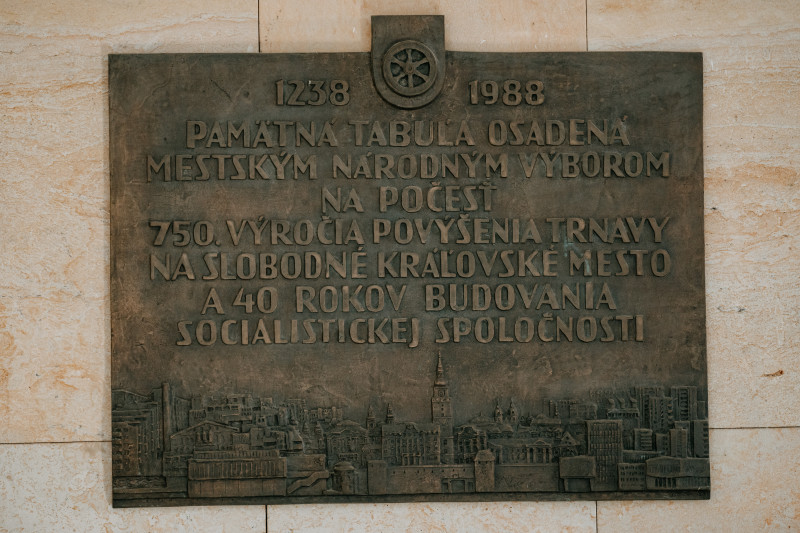 1238 1988
PAMÄTNÁ TABUĽA OSADENÁ
MESTSKÝM NÁRODNÝM VÝBOROM
NA POČESŤ
750. VÝROČIA POVÝŠENIA TRNAVY
NA SLOBODNÉ KRÁĽOVSKÉ MESTO
A 40 ROKOV BUDOVANIA
SOCIALISTICKEJ SPOLOČNOSTI